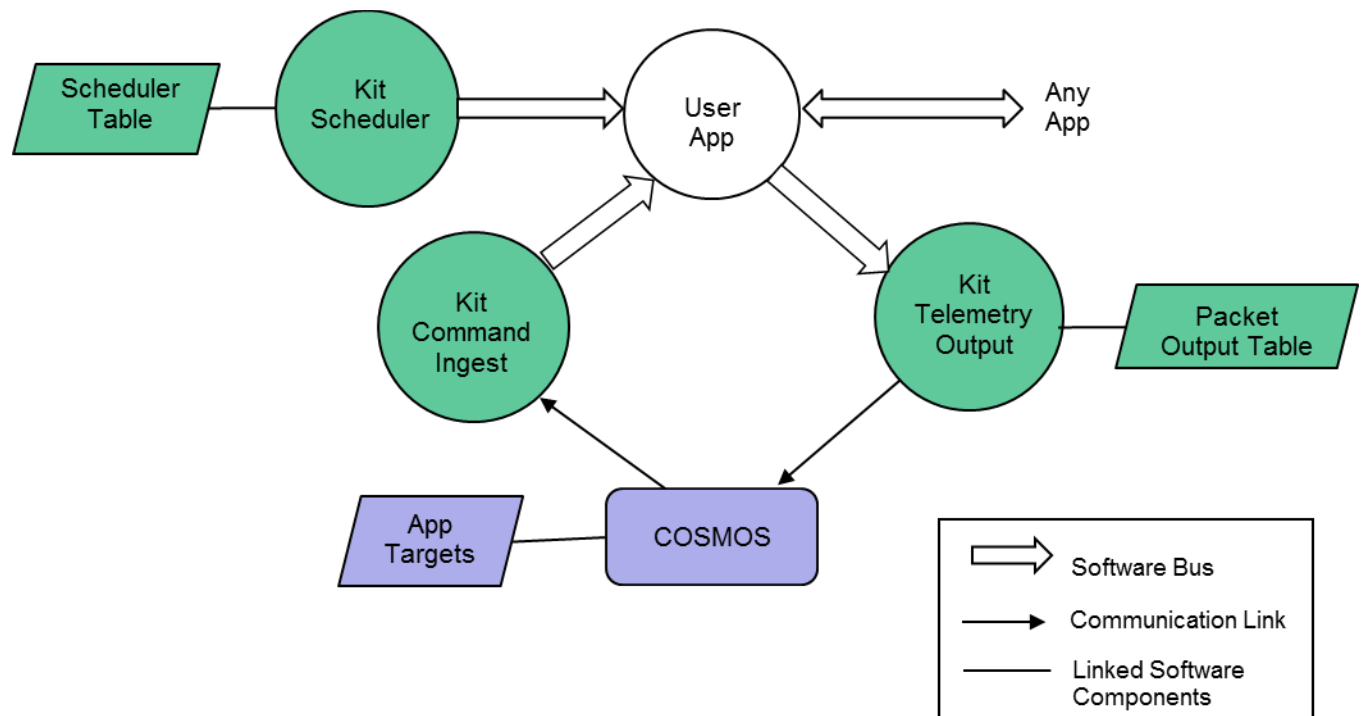 Scheduler
Table
Kit
Scheduler
User
App
Any
App
Kit
Command
Ingest
Kit
Telemetry
Output
Packet
Output Table
App
Targets
COSMOS
Software Bus
Communication Link
Linked Software
Components